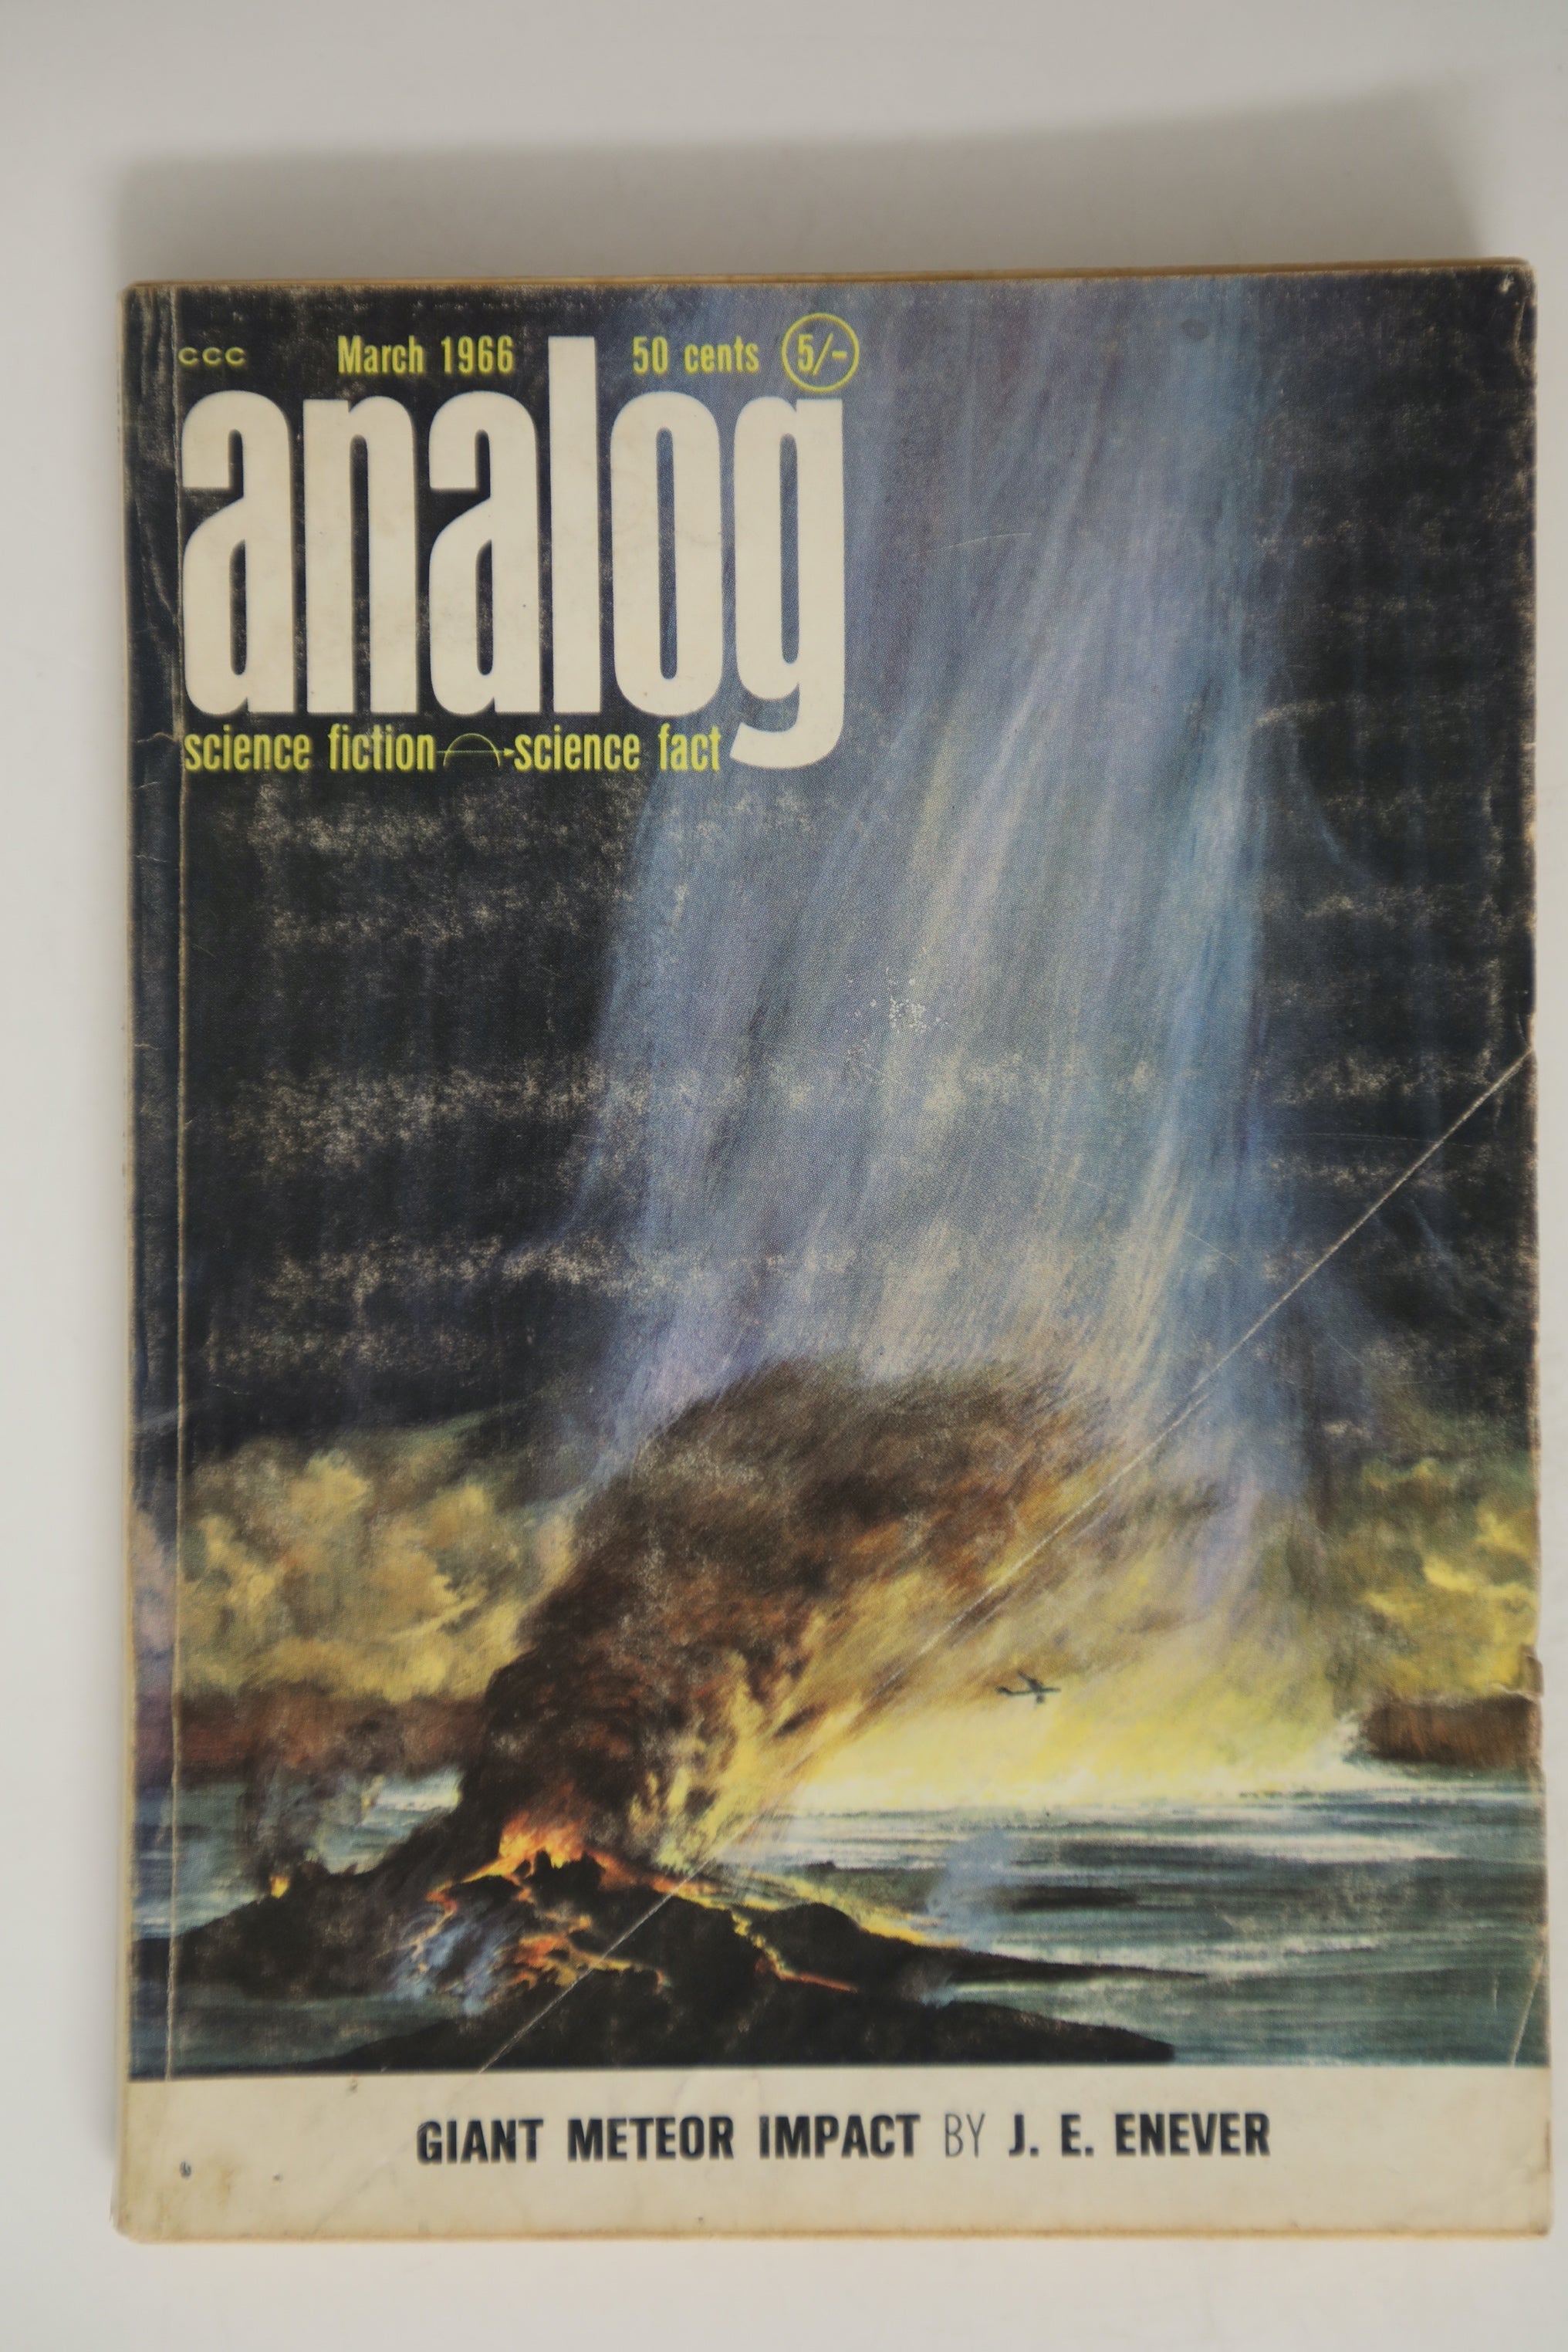 ccc March 1966 50 cents 5/-
analog
science fiction science fact
GIANT METEOR IMPACT BY J. E. ENEVER